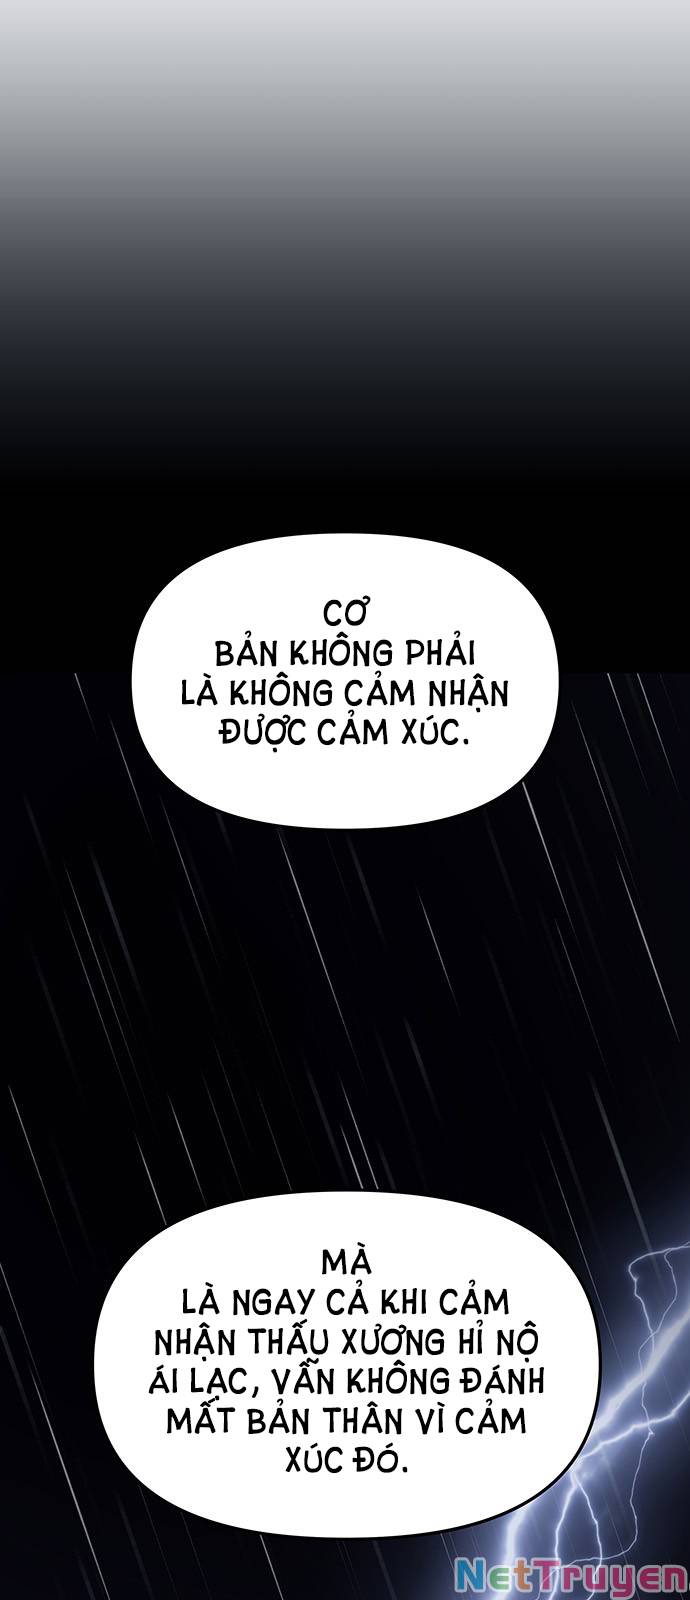 CƠ
BẢN KHÔNG PHẢI
LÀ KHÔNG CẢM NHẬN
ĐƯỢC CẢM XÚC.
MÀ
LÀ NGAY CẢ KHI CẢM
NHẬN THẤU XƯƠNG HỈ NỘ
ÁI LẠC, VẪN KHÔNG ĐÁNH
MẤT BẢN THÂN VÌ CẢM
XÚC ĐÓ.
NetTruyen